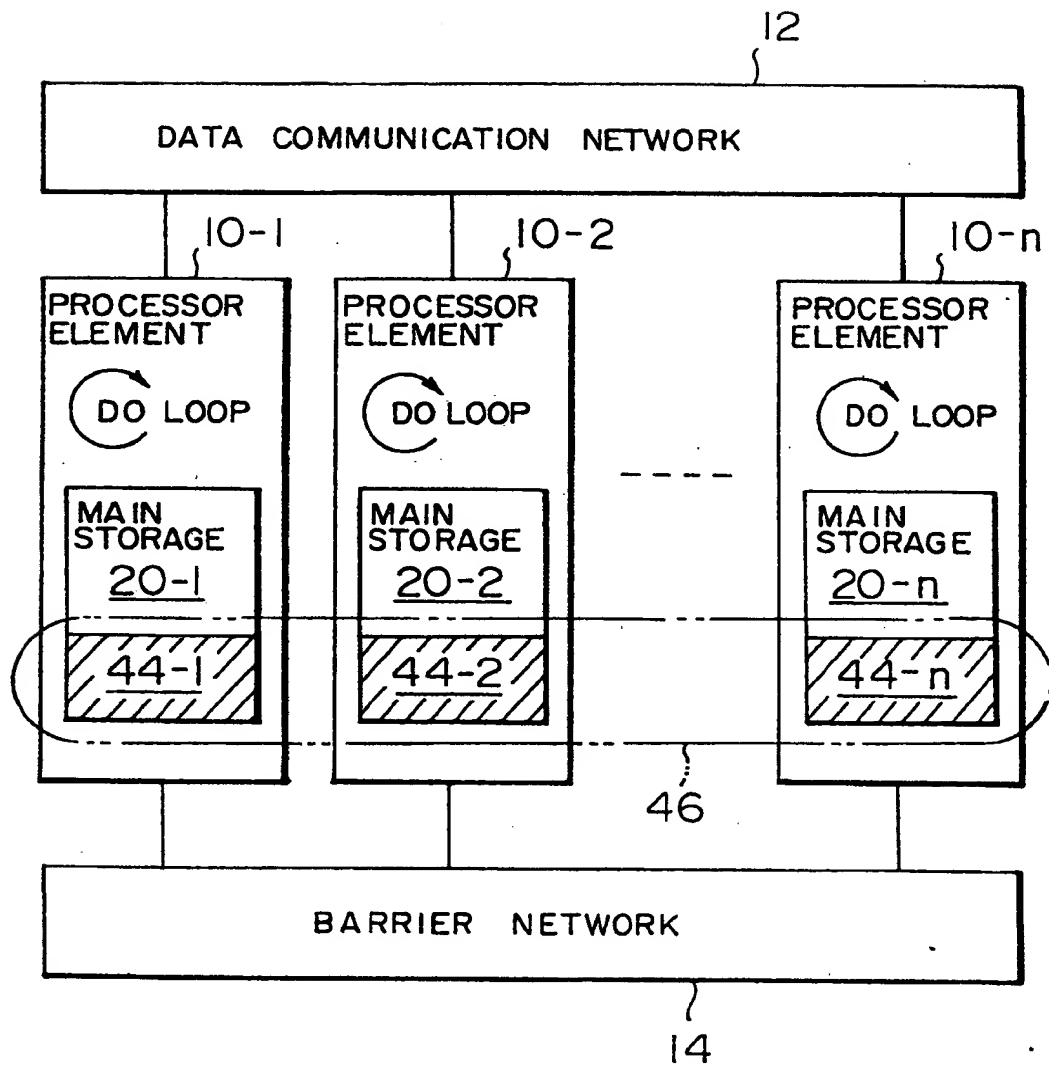 12
DATA COMMUNICATION NETWORK
10-1
10-2
10-n
PROCESSOR
ELEMENT
DO LOOP
MAIN
STORAGE
20-1
44-1
PROCESSOR
ELEMENT
DO LOOP
MAIN
STORAGE
20-2
44-2
PROCESSOR
ELEMENT
DO LOOP
MAIN
STORAGE
20-n
44-n
46
BARRIER NETWORK
14